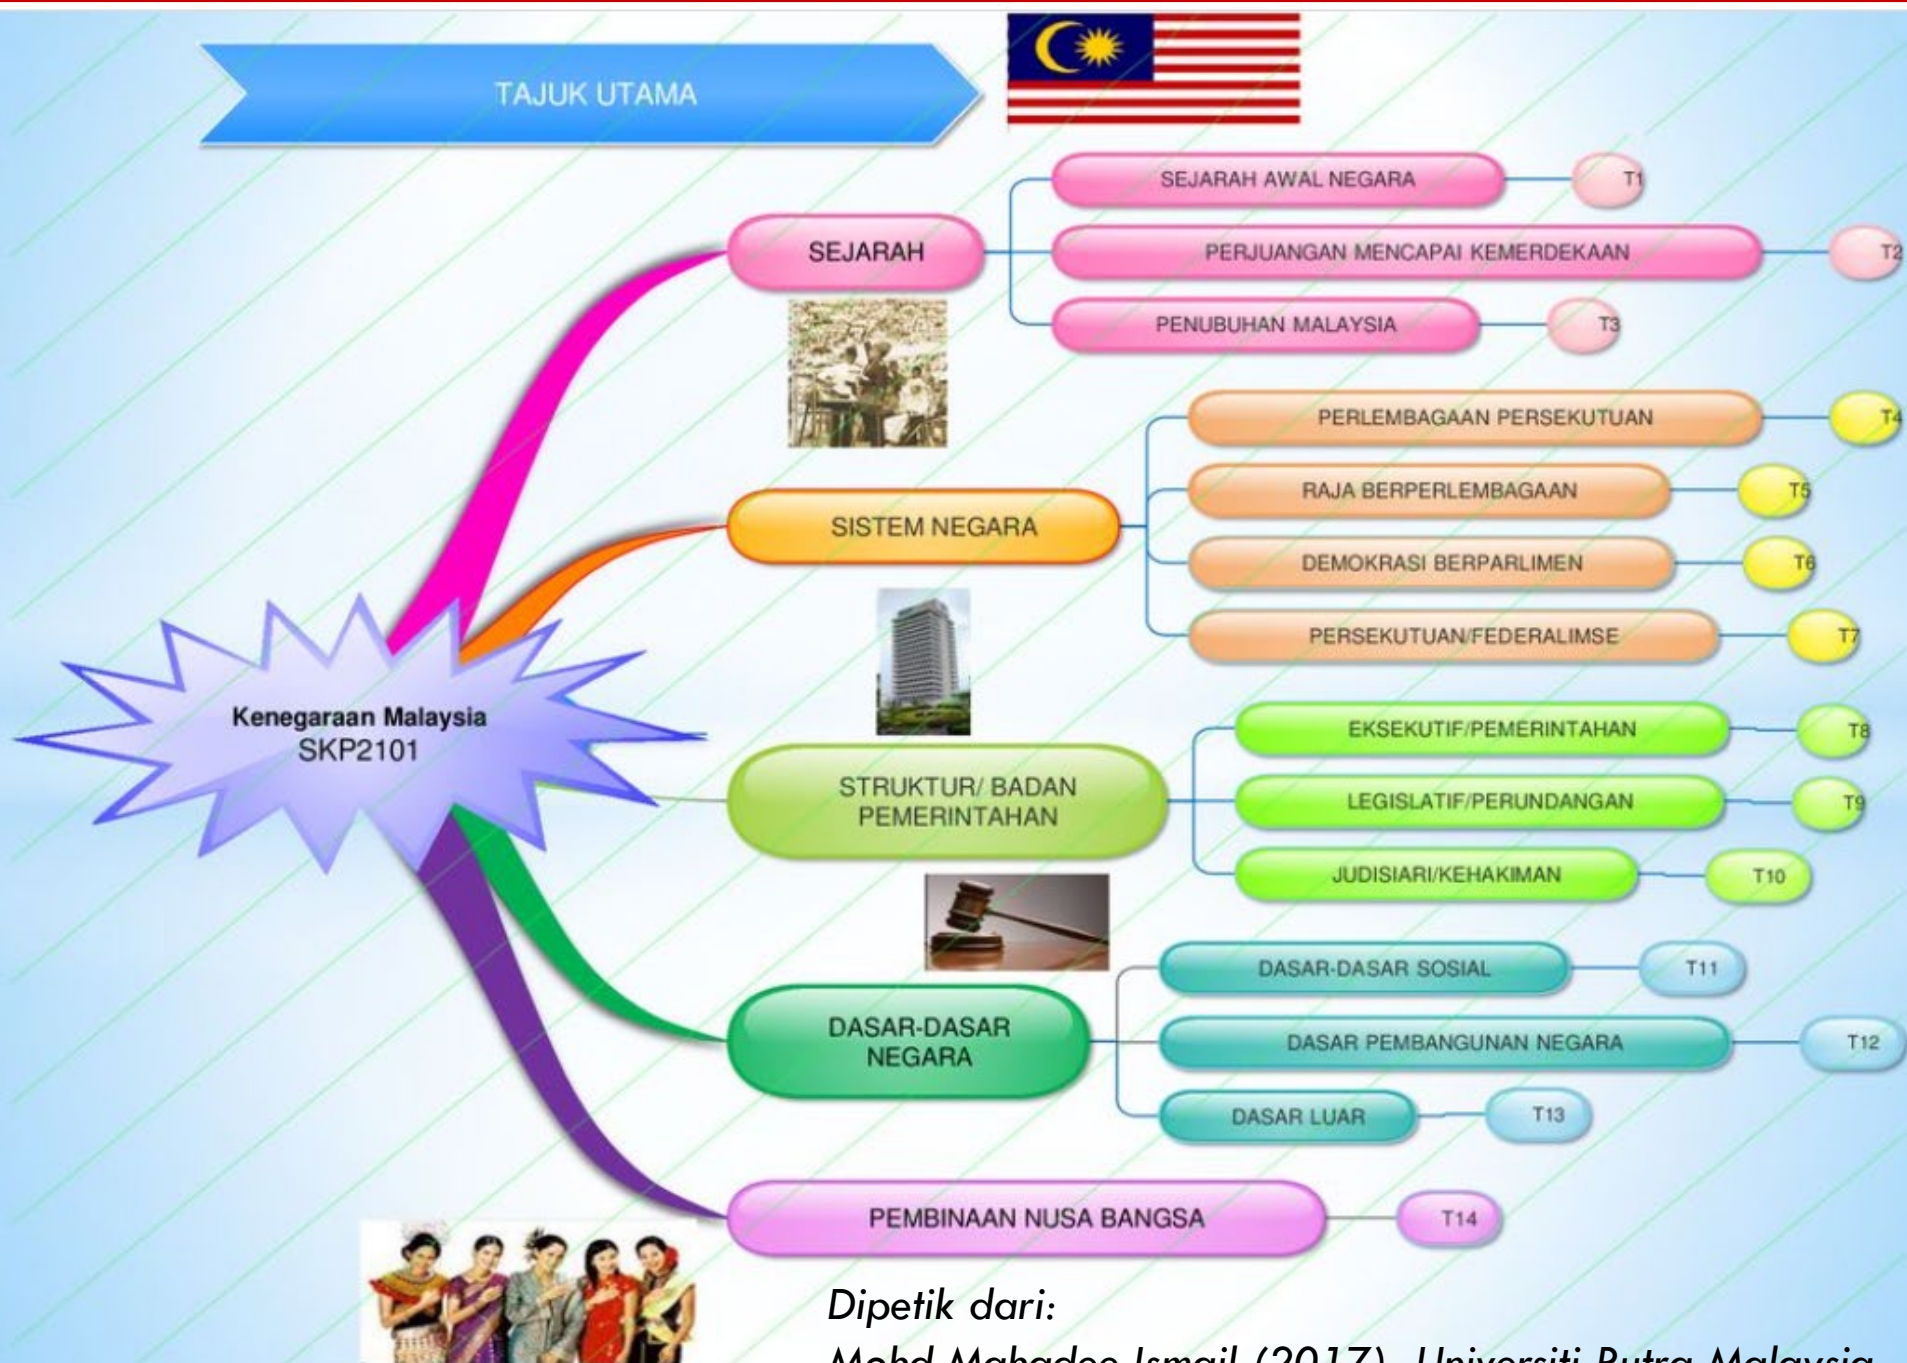 TAJUK UTAMA
SEJARAH
SEJARAH AWAL NEGARA
T1
PERJUANGAN MENCAPAI KEMERDEKAAN
T2
PENUBUHAN MALAYSIA
T3
SISTEM NEGARA
PERLEMBAGAAN PERSEKUTUAN
T4
RAJA BERPERLEMBAGAAN
T5
DEMOKRASI BERPARLIMEN
T6
PERSEKUTUAN/FEDERALIMSE
T7
Kenegaraan Malaysia
SKP2101
STRUKTUR/ BADAN
PEMERINTAHAN
EKSEKUTIF/PEMERINTAHAN
T8
LEGISLATIF/PERUNDANGAN
T9
JUDISIARI/KEHAKIMAN
T10
DASAR-DASAR
NEGARA
DASAR-DASAR SOSIAL
T11
DASAR PEMBANGUNAN NEGARA
T12
DASAR LUAR
T13
PEMBINAAN NUSA BANGSA
T14
Dipetik dari:
Mohd Mahadee Ismail (2017), Universiti Putra Malaysia